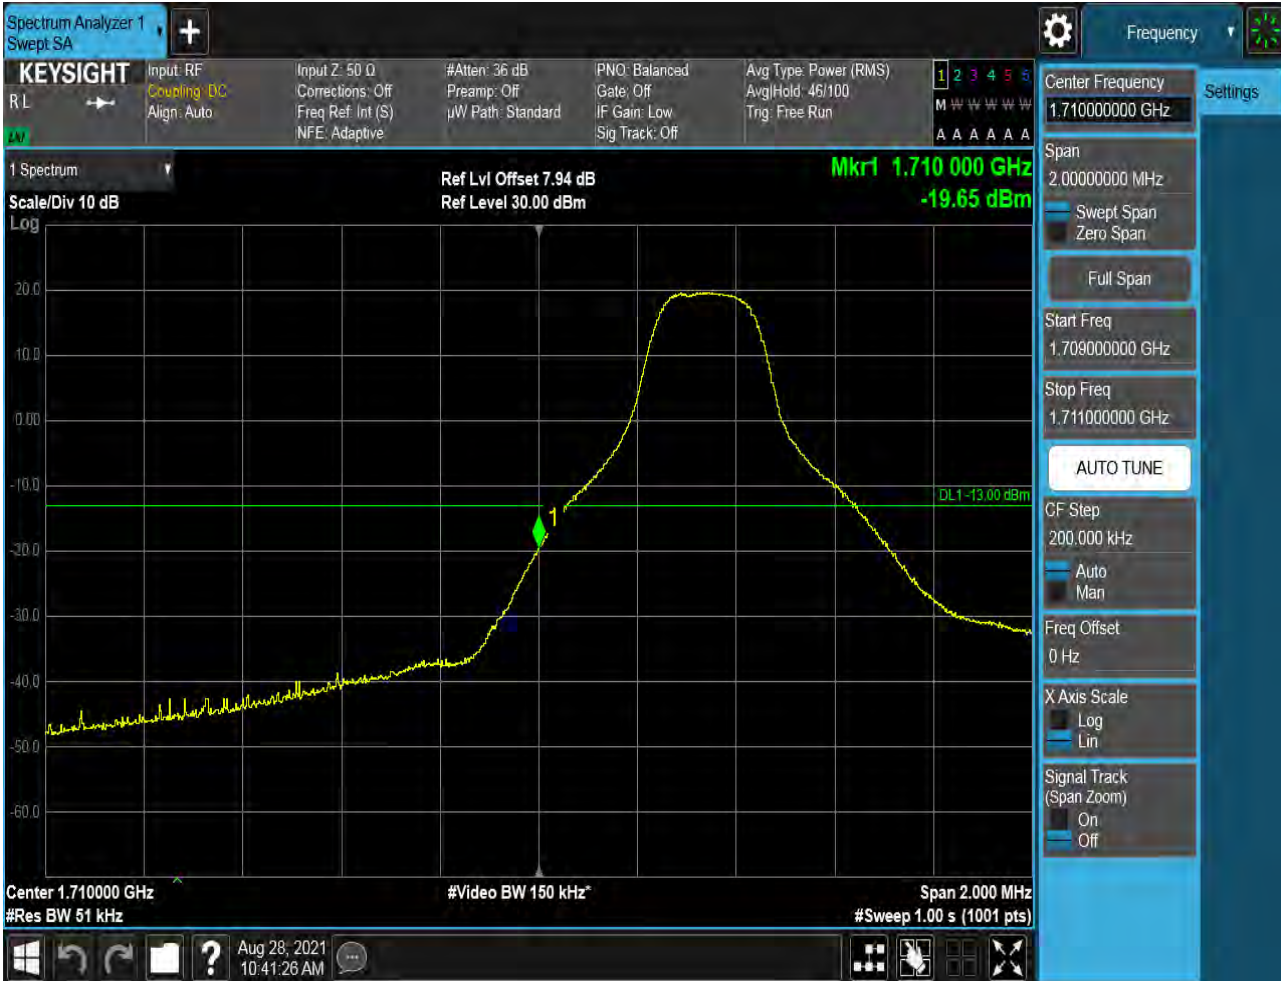 Spectrum Analyzer 1
Swept SA
+
Frequency
KEYSIGHT
R L
LXI
Input: RF
Coupling: DC
Align: Auto
Input Z: 50 Ω
Corrections: Off
Freq Ref: Int (S)
NFE: Adaptive
#Atten: 36 dB
Preamp: Off
µW Path: Standard
PNO: Balanced
Gate: Off
IF Gain: Low
Sig Track: Off
Avg Type: Power (RMS)
Avg|Hold: 46/100
Trig: Free Run
1 2 3 4 5 6
M W W W W W
A A A A A A
1 Spectrum
Scale/Div 10 dB
Log
Ref Lvl Offset 7.94 dB
Ref Level 30.00 dBm
Mkr1 1.710 000 GHz
-19.65 dBm
20.0
10.0
0.00
-10.0
-20.0
-30.0
-40.0
-50.0
-60.0
DL1 -13.00 dBm
1
Center 1.710000 GHz
#Res BW 51 kHz
#Video BW 150 kHz*
Span 2.000 MHz
#Sweep 1.00 s (1001 pts)
?
Aug 28, 2021
10:41:26 AM
Center Frequency
1.710000000 GHz
Settings
Span
2.00000000 MHz
Swept Span
Zero Span
Full Span
Start Freq
1.709000000 GHz
Stop Freq
1.711000000 GHz
AUTO TUNE
CF Step
200.000 kHz
Auto
Man
Freq Offset
0 Hz
X Axis Scale
Log
Lin
Signal Track
(Span Zoom)
On
Off